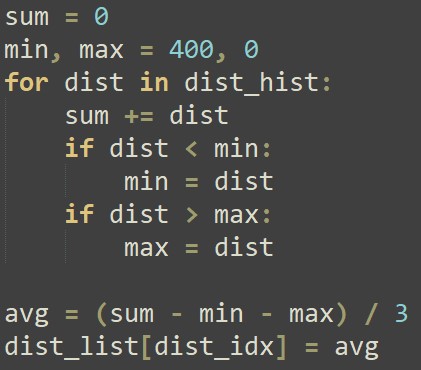 sum = 0
min, max = 400, 0
for dist in dist_hist:
    sum += dist
    if dist < min:
        min = dist
    if dist > max:
        max = dist

avg = (sum - min - max) / 3
dist_list[dist_idx] = avg